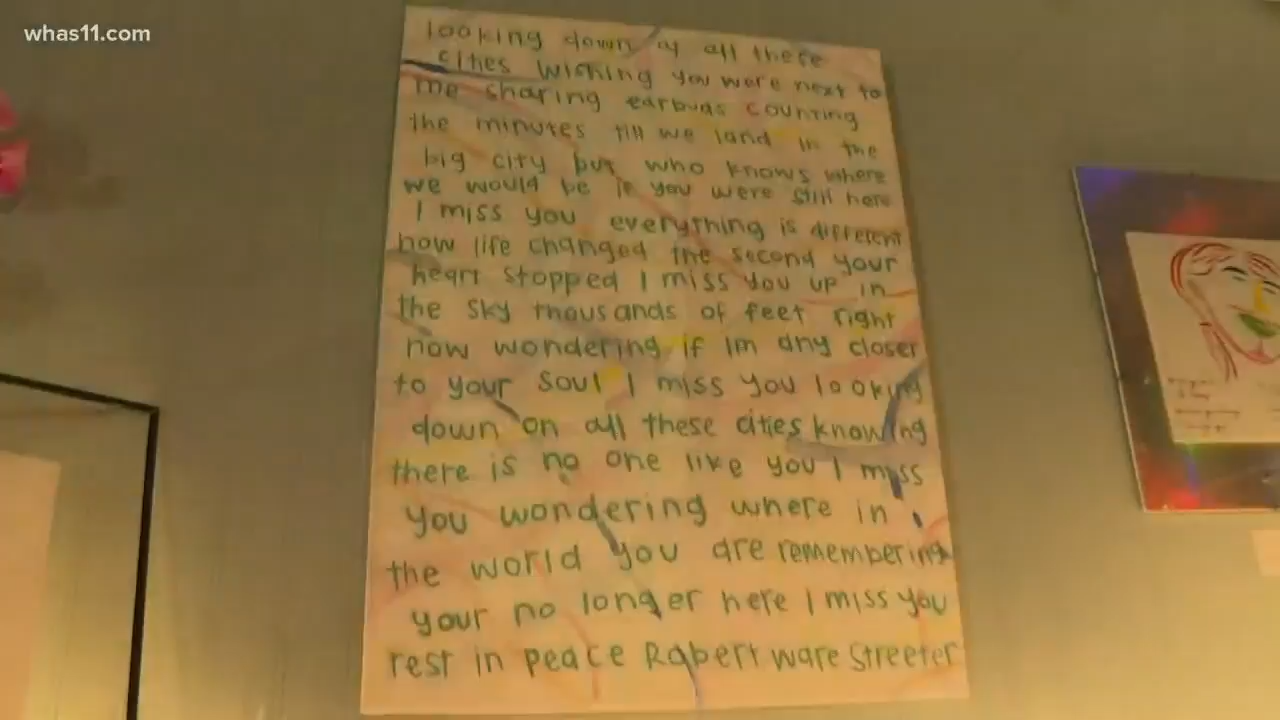 whas11.com
looking down at all these
cities wishing you were next to
me sharing earbuds counting
the minutes till we land in the
big city but who knows where
we would be if you were still here
I miss you everything is different
how life changed the second your
heart stopped I miss you up in
the sky thousands of feet right
now wondering if Im any closer
to your soul I miss you looking
down on all these cities knowing
there is no one like you I miss
you wondering where in
the world you are remembering
your no longer here I miss you
rest in peace Robert Ware Streeter